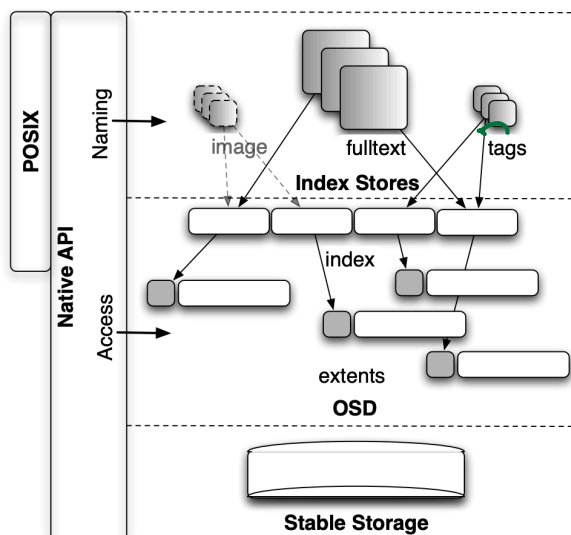 POSIX
Native API
Naming
image
fulltext
tags
Index Stores
index
Access
extents
OSD
Stable Storage